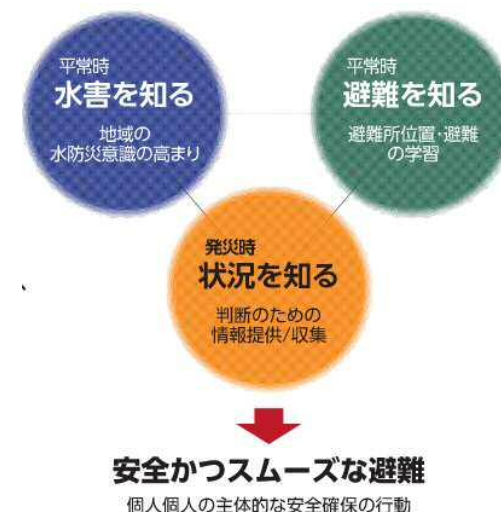 平常時
水害を知る
地域の
水防災意識の高まり
平常時
避難を知る
避難所位置・避難
の学習
発災時
状況を知る
判断のための
情報提供/収集
安全かつスムーズな避難
個人個人の主体的な安全確保の行動